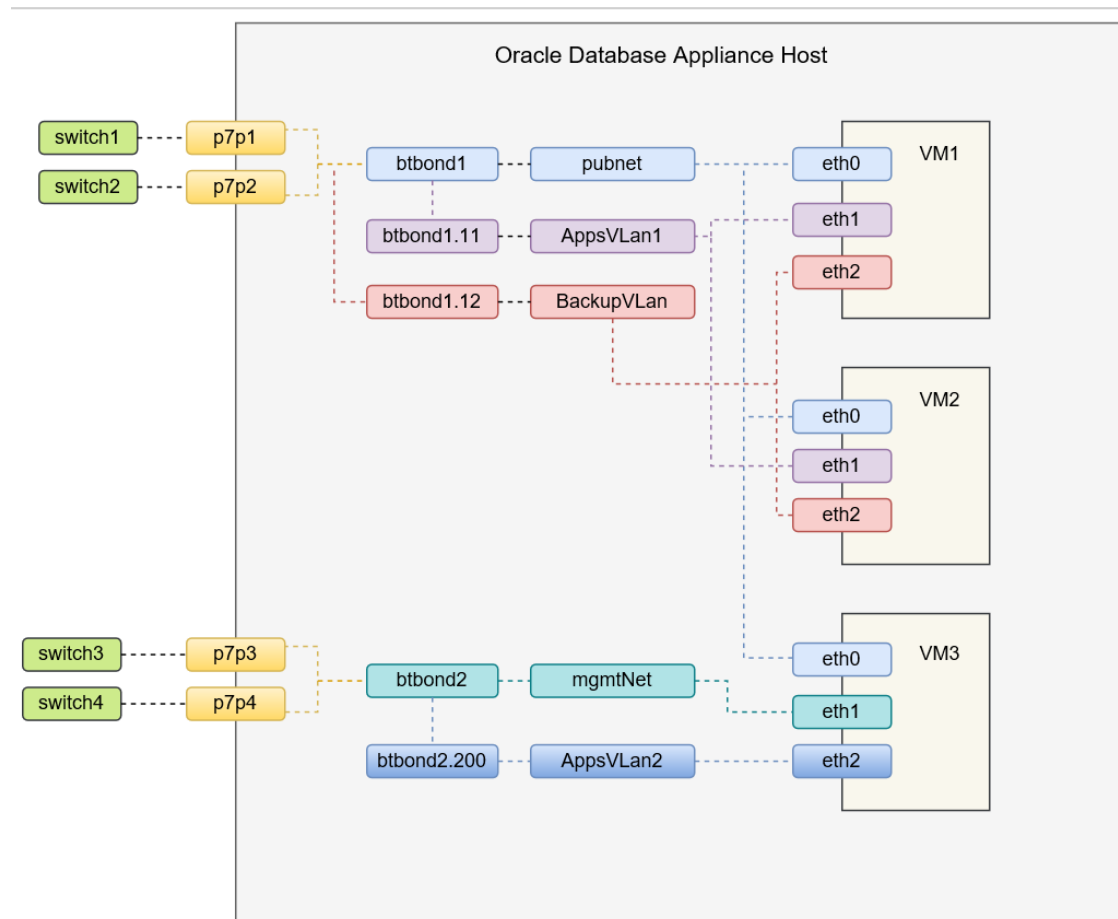 Oracle Database Appliance Host
switch1
p7p1
switch2
p7p2
btbond1
pubnet
btbond1.11
AppsVLan1
btbond1.12
BackupVLan
eth0
VM1
eth1
eth2
eth0
VM2
eth1
eth2
switch3
p7p3
switch4
p7p4
btbond2
mgmtNet
btbond2.200
AppsVLan2
eth0
VM3
eth1
eth2